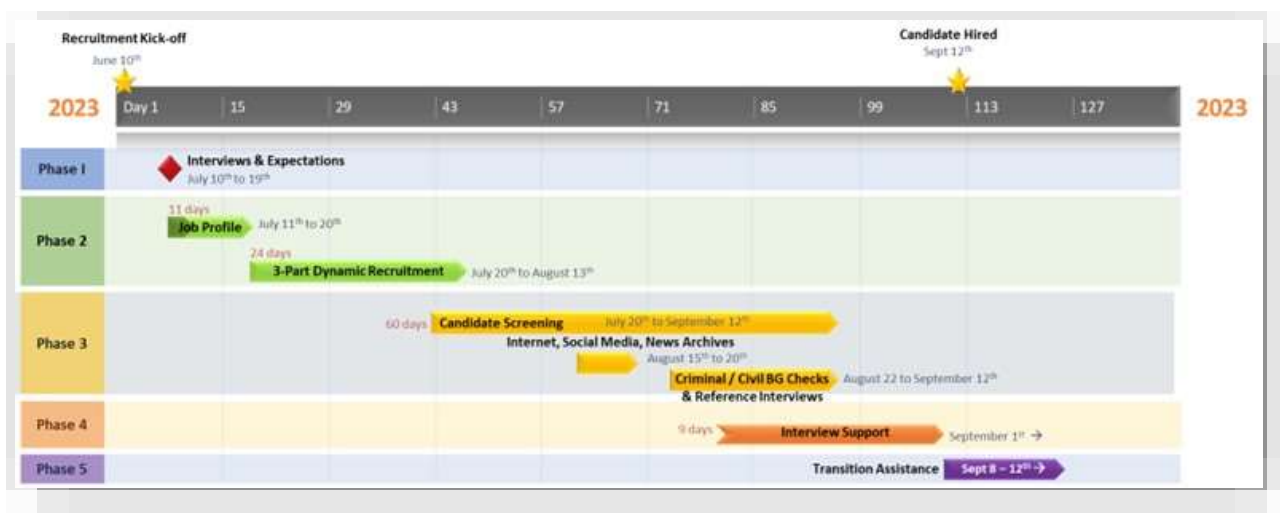 Recruitment Kick-off
June 10th
Candidate Hired
Sept 12th
2023
Day 1
15
29
43
57
71
85
99
113
127
2023
Phase I
Interviews & Expectations
July 10th to 19th
Phase 2
11 days
Job Profile
July 11th to 20th
24 days
3-Part Dynamic Recruitment
July 20th to August 13th
Phase 3
60 days
Candidate Screening
July 20th to September 12th
Internet, Social Media, News Archives
August 15th to 20th
Criminal / Civil BG Checks
August 22 to September 12th
& Reference Interviews
Phase 4
9 days
Interview Support
September 1st →
Phase 5
Transition Assistance
Sept 8 – 12th →